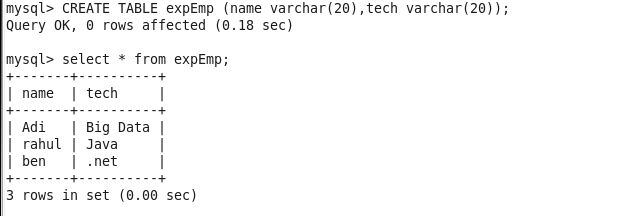 mysql> CREATE TABLE expEmp (name varchar(20),tech varchar(20));
Query OK, 0 rows affected (0.18 sec)

mysql> select * from expEmp;
+-------+----------+
| name  | tech     |
+-------+----------+
| Adi   | Big Data |
| rahul | Java     |
| ben   | .net     |
+-------+----------+
3 rows in set (0.00 sec)